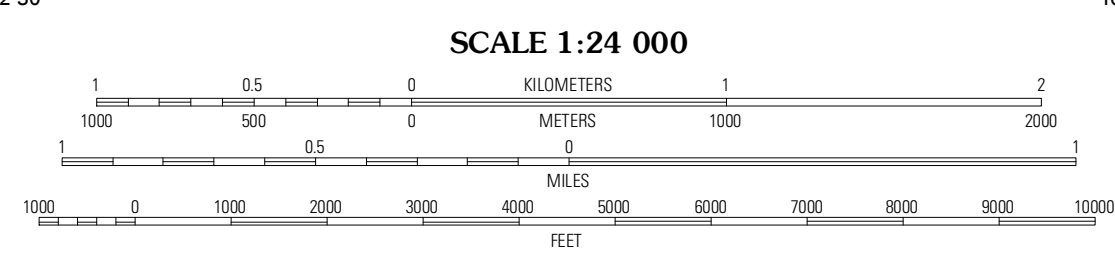 SCALE 1:24 000
1 0.5 0 KILOMETERS 1 2
1000 500 0 METERS 1000 2000
1 0.5 0 1
MILES
1000 0 1000 2000 3000 4000 5000 6000 7000 8000 9000 10000
FEET